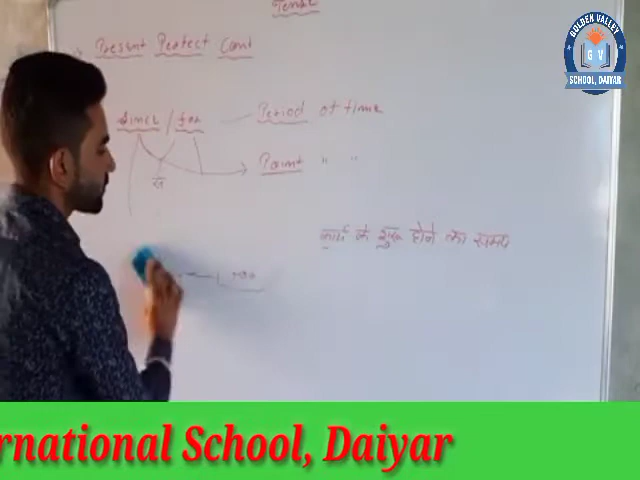 Tense
Present Perfect Cont
Since / for
Period of time
Point " "
से
कार्य के शुरू होने का समय
GOLDEN VALLEY
G V
SCHOOL, DAIYAR
rnational School, Daiyar